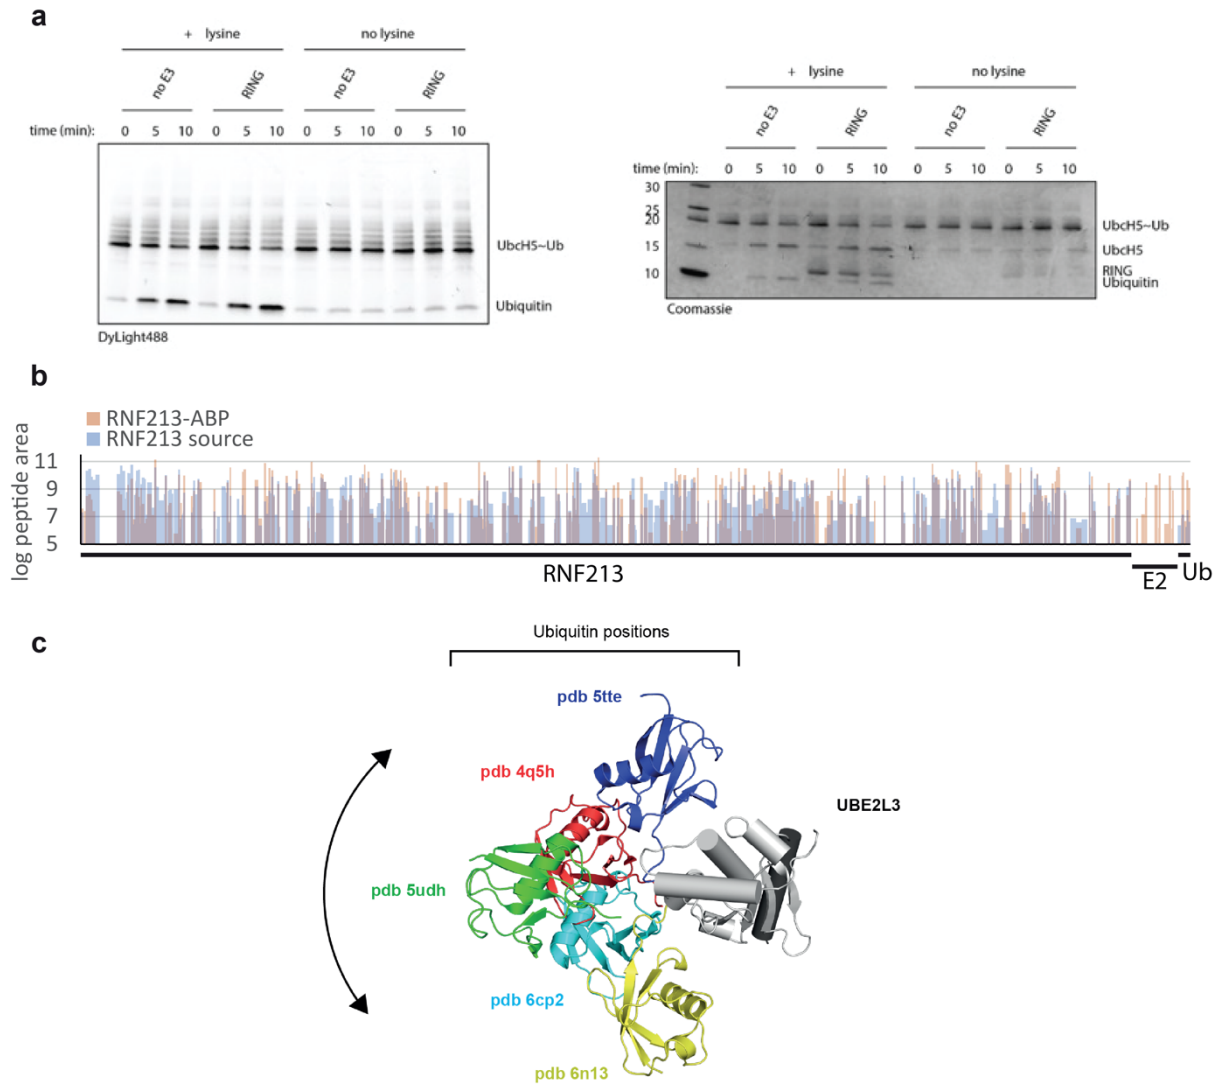 a
+ lysine
no lysine
no E3
RING
no E3
RING
time (min):
0
5
10
0
5
10
0
5
10
0
5
10
UbcH5~Ub
Ubiquitin
DyLight488
+ lysine
no lysine
no E3
RING
no E3
RING
time (min):
0
5
10
0
5
10
0
5
10
0
5
10
30
25
20
15
10
UbcH5~Ub
UbcH5
RING
Ubiquitin
Coomassie
b
RNF213-ABP
RNF213 source
log peptide area
11
9
7
5
RNF213
E2
Ub
c
Ubiquitin positions
pdb 5tte
pdb 4q5h
UBE2L3
pdb 5udh
pdb 6cp2
pdb 6n13